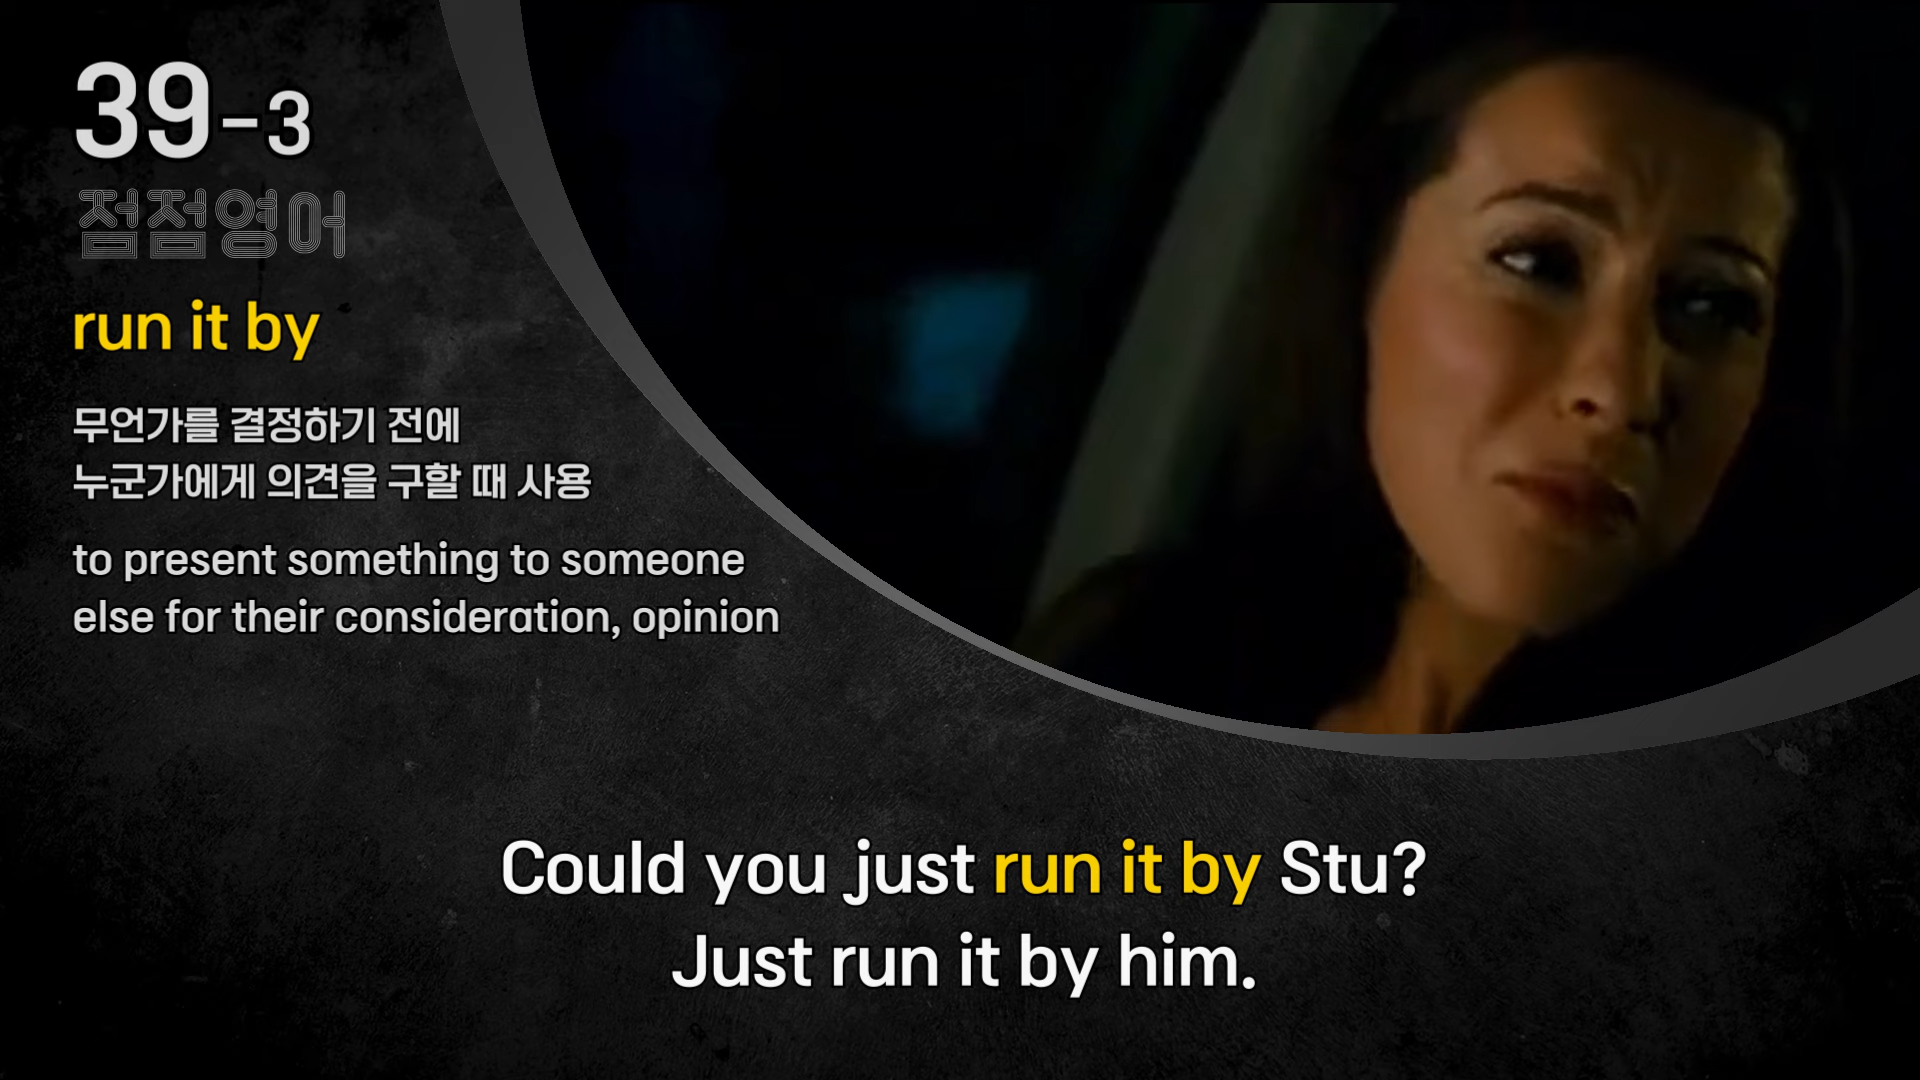 39-3
점점영어
run it by
무언가를 결정하기 전에
누군가에게 의견을 구할 때 사용
to present something to someone
else for their consideration, opinion
Could you just run it by Stu?
Just run it by him.